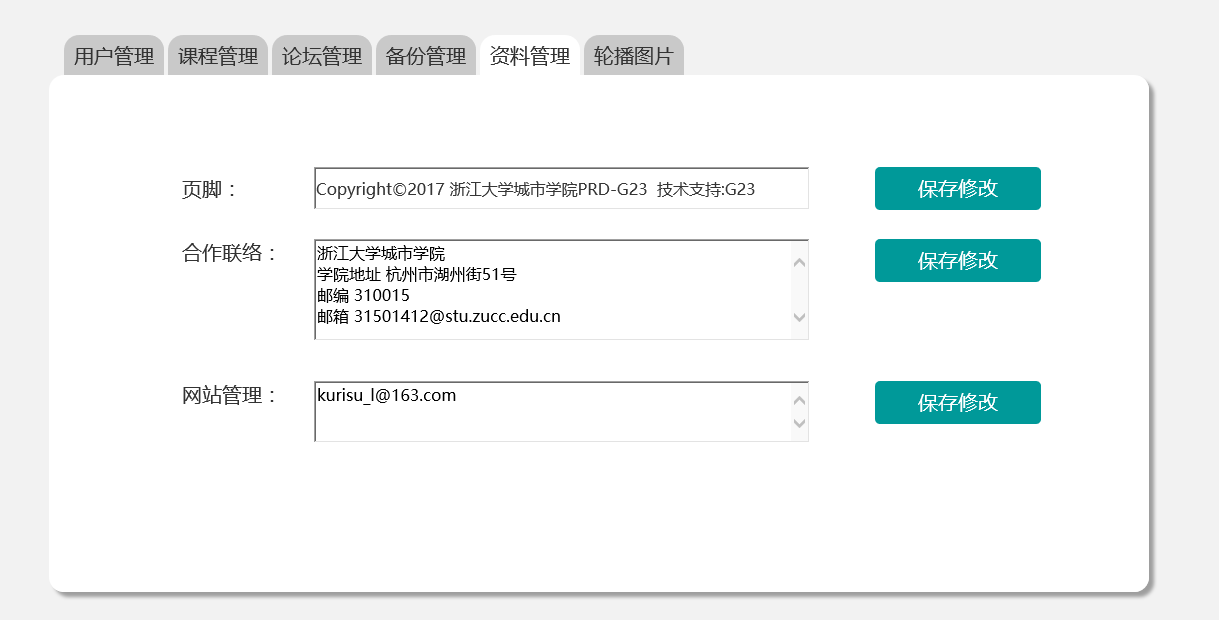 用户管理 课程管理 论坛管理 备份管理 资料管理 轮播图片
页脚： Copyright©2017 浙江大学城市学院PRD-G23  技术支持:G23 保存修改
合作联络： 浙江大学城市学院 保存修改
学院地址 杭州市湖州街51号
邮编 310015
邮箱 31501412@stu.zucc.edu.cn
网站管理： kurisu_l@163.com 保存修改